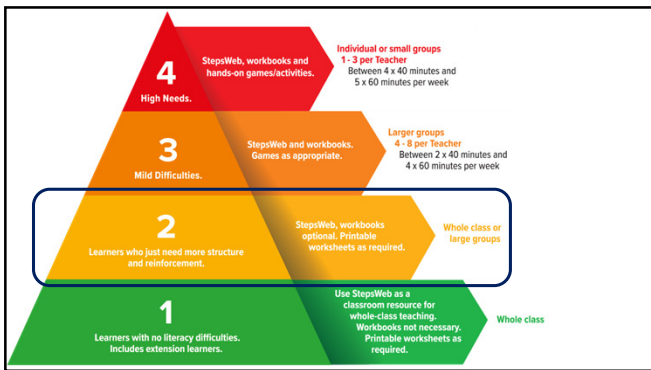 4
High Needs.
StepsWeb, workbooks and
hands-on games/activities.
Individual or small groups
1 - 3 per Teacher
Between 4 x 40 minutes and
5 x 60 minutes per week
3
Mild Difficulties.
StepsWeb and workbooks.
Games as appropriate.
Larger groups
4 - 8 per Teacher
Between 2 x 40 minutes and
4 x 60 minutes per week
2
Learners who just need more structure
and reinforcement.
StepsWeb, workbooks
optional. Printable
worksheets as required.
Whole class or
large groups
1
Learners with no literacy difficulties.
Includes extension learners.
Use StepsWeb as a
classroom resource for
whole-class teaching.
Workbooks not necessary.
Printable worksheets as
required.
Whole class